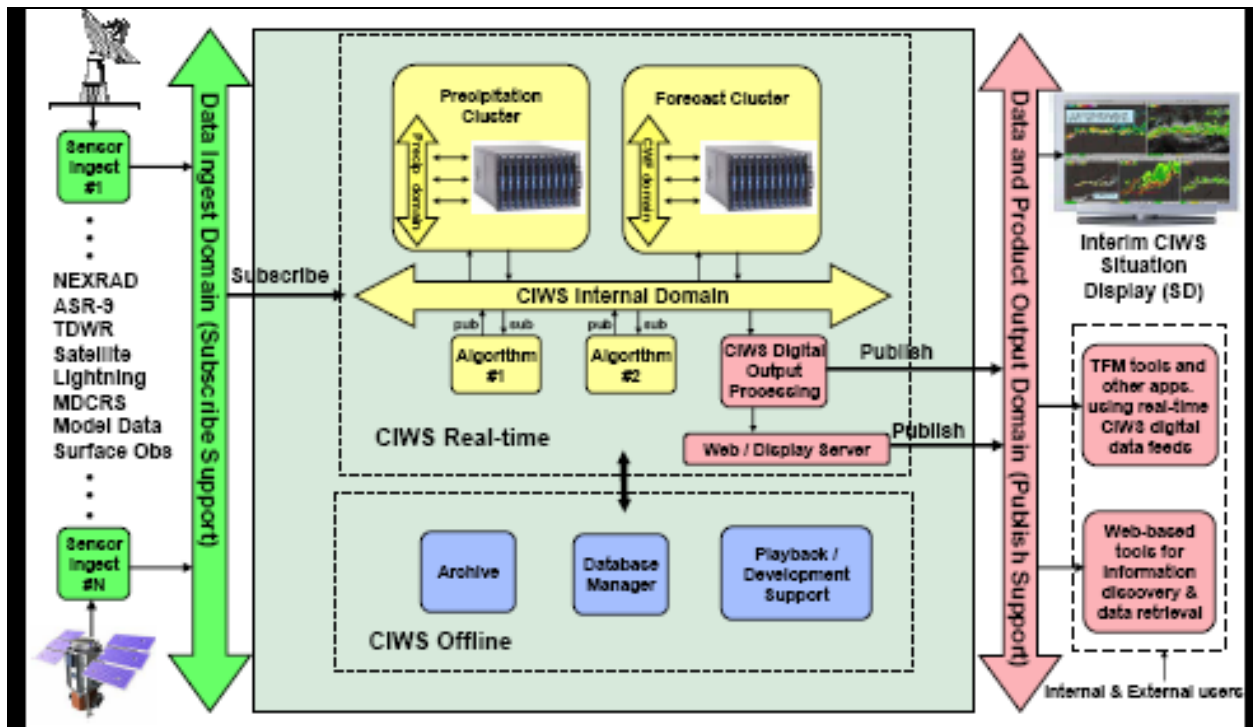 Sensor
Ingest
#1
NEXRAD
ASR-9
TDWR
Satellite
Lightning
MDCRS
Model Data
Surface Obs
Sensor
Ingest
#N
Data Ingest Domain (Subscribe Support)
Subscribe
Precipitation
Cluster
Precip domain
Forecast Cluster
CWP domain
CIWS Internal Domain
pub
sub
pub
sub
Algorithm
#1
Algorithm
#2
CIWS Digital
Output
Processing
Publish
Web / Display Server
Publish
CIWS Real-time
Archive
Database
Manager
Playback /
Development
Support
CIWS Offline
Data and Product Output Domain (Publish Support)
Interim CIWS
Situation
Display (SD)
TFM tools and
other apps.
using real-time
CIWS digital
data feeds
Web-based
tools for
information
discovery &
data retrieval
Internal & External users